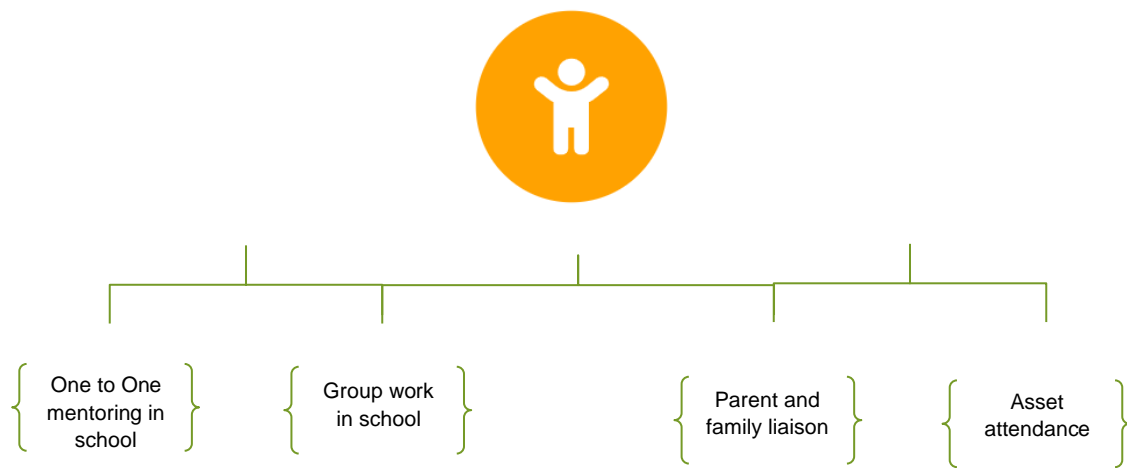 One to One
mentoring in
school
Group work
in school
Parent and
family liaison
Asset
attendance